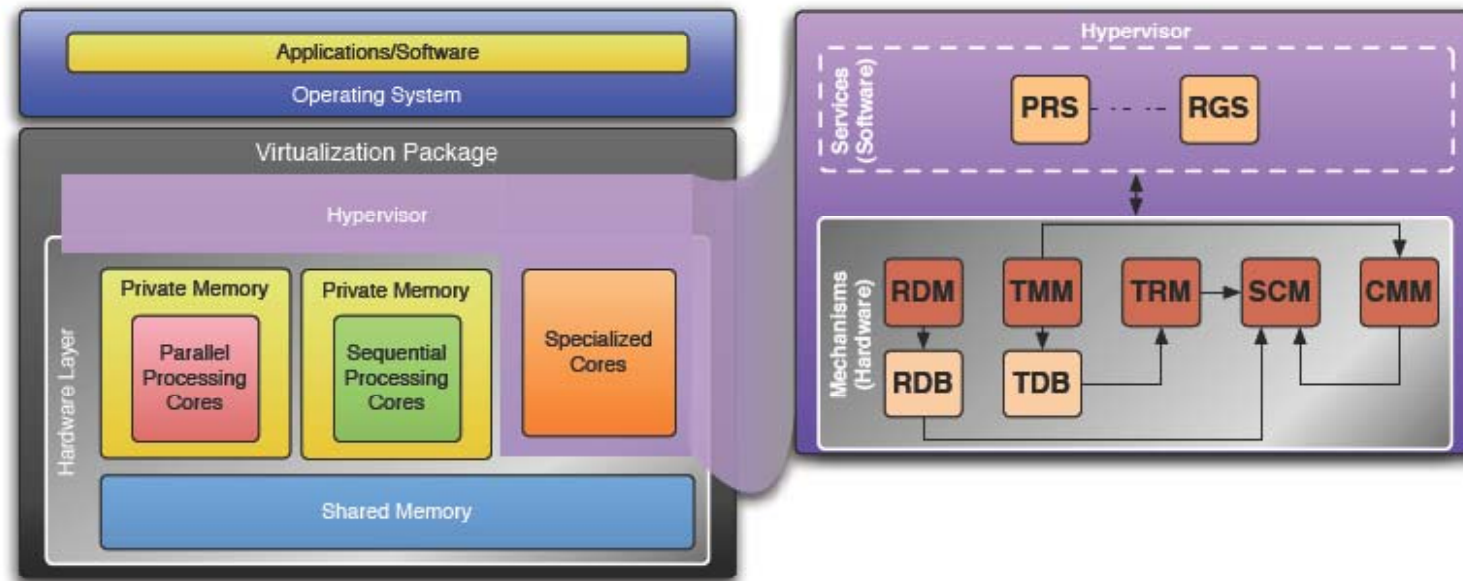 Applications/Software
Operating System
Virtualization Package
Hypervisor
Hardware Layer
Private Memory
Parallel
Processing
Cores
Private Memory
Sequential
Processing
Cores
Specialized
Cores
Shared Memory
Hypervisor
Services
(Software)
PRS
RGS
Mechanisms
(Hardware)
RDM
TMM
TRM
SCM
CMM
RDB
TDB